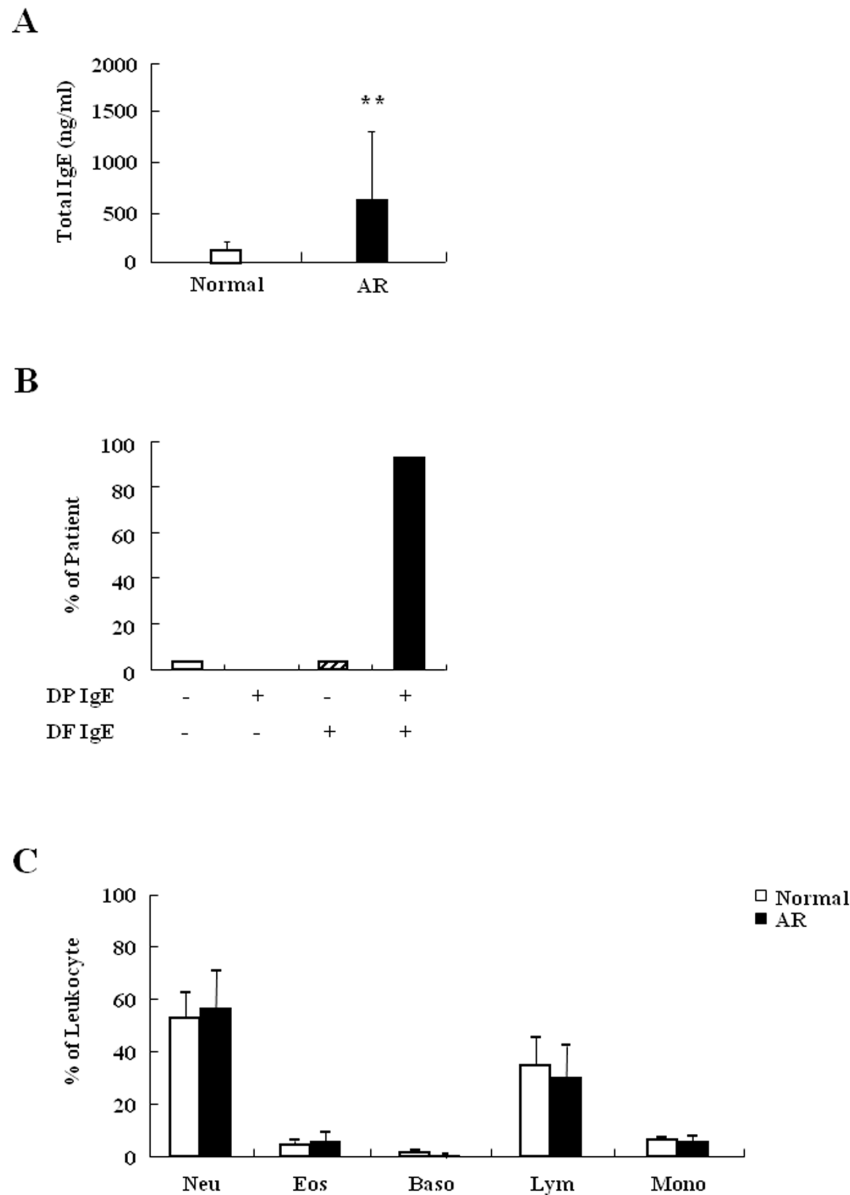 A
Total IgE (ng/ml)
2000
1500
1000
500
0
**
Normal AR
B
% of Patient
100
80
60
40
20
0
DP IgE - + - +
DF IgE - - + +
C
% of Leukocyte
100
80
60
40
20
0
Normal
AR
Neu Eos Baso Lym Mono